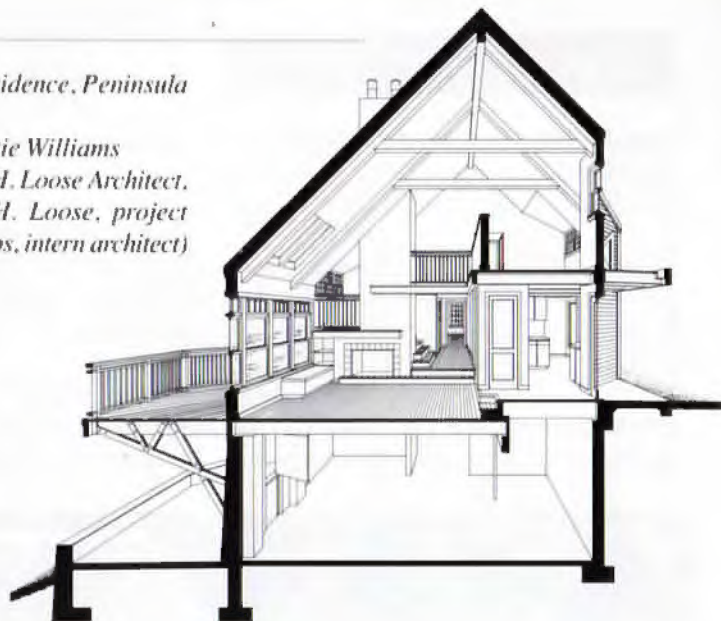 idence, Peninsula
ie Williams
H. Loose Architect,
H. Loose, project
os, intern architect)